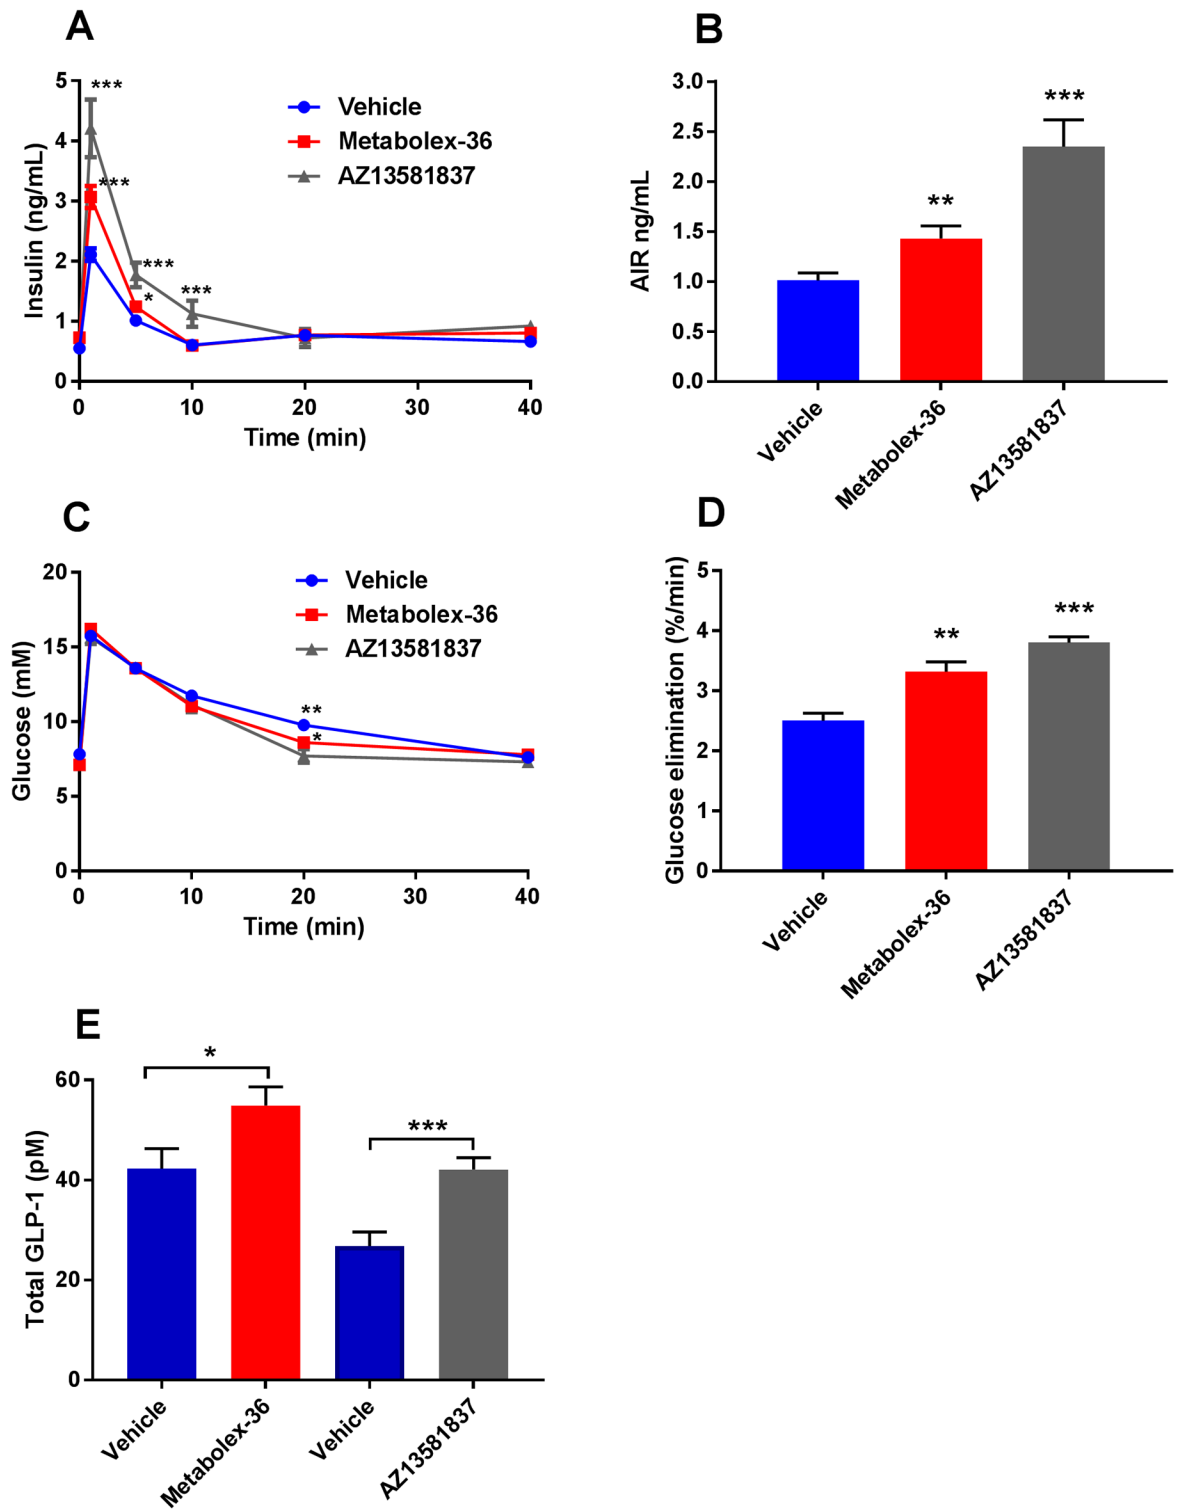 A
5
4
3
2
1
0
Insulin (ng/mL)
***
***
***
*
***
Vehicle
Metabolex-36
AZ13581837
0
10
20
30
40
Time (min)
B
3.0
2.5
2.0
1.5
1.0
0.5
0.0
AIR ng/mL
**
***
Vehicle
Metabolex-36
AZ13581837
C
20
15
10
5
0
Glucose (mM)
Vehicle
Metabolex-36
AZ13581837
**
*
0
10
20
30
40
Time (min)
D
5
4
3
2
1
0
Glucose elimination (%/min)
**
***
Vehicle
Metabolex-36
AZ13581837
E
60
40
20
0
Total GLP-1 (pM)
*
***
Vehicle
Metabolex-36
Vehicle
AZ13581837